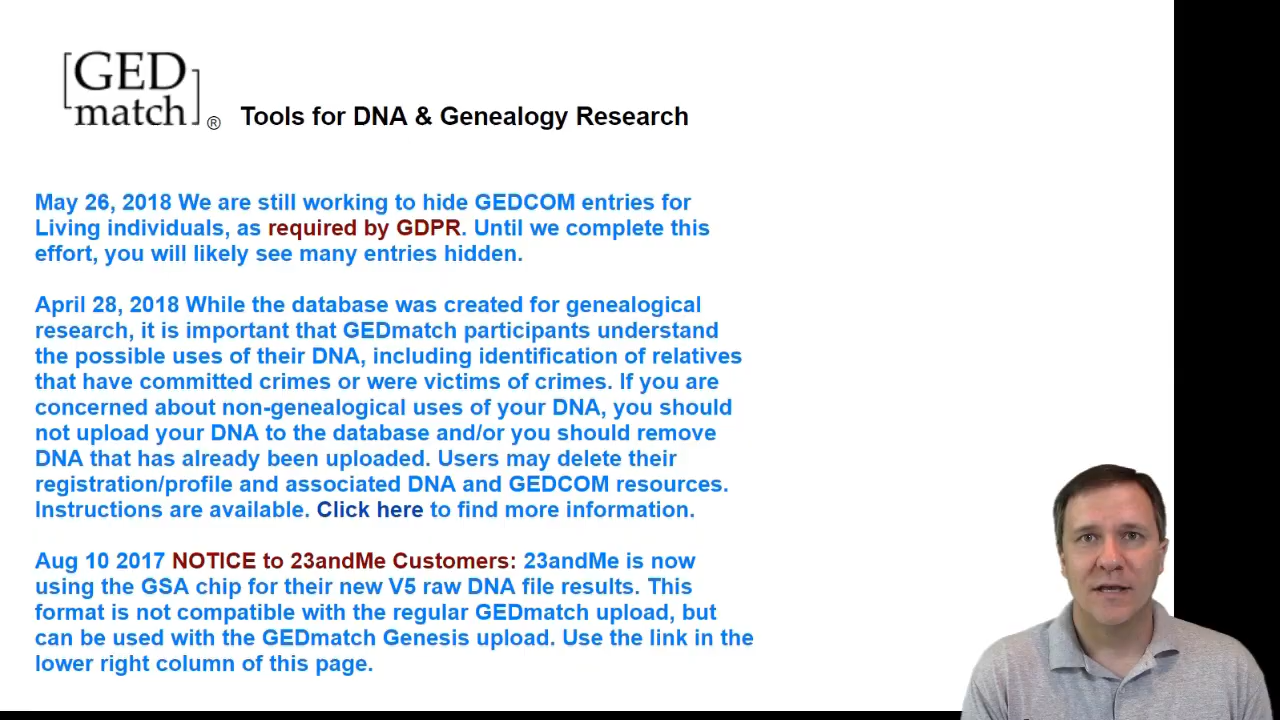 GED
match ® Tools for DNA & Genealogy Research
May 26, 2018 We are still working to hide GEDCOM entries for
Living individuals, as required by GDPR. Until we complete this
effort, you will likely see many entries hidden.
April 28, 2018 While the database was created for genealogical
research, it is important that GEDmatch participants understand
the possible uses of their DNA, including identification of relatives
that have committed crimes or were victims of crimes. If you are
concerned about non-genealogical uses of your DNA, you should
not upload your DNA to the database and/or you should remove
DNA that has already been uploaded. Users may delete their
registration/profile and associated DNA and GEDCOM resources.
Instructions are available. Click here to find more information.
Aug 10 2017 NOTICE to 23andMe Customers: 23andMe is now
using the GSA chip for their new V5 raw DNA file results. This
format is not compatible with the regular GEDmatch upload, but
can be used with the GEDmatch Genesis upload. Use the link in the
lower right column of this page.